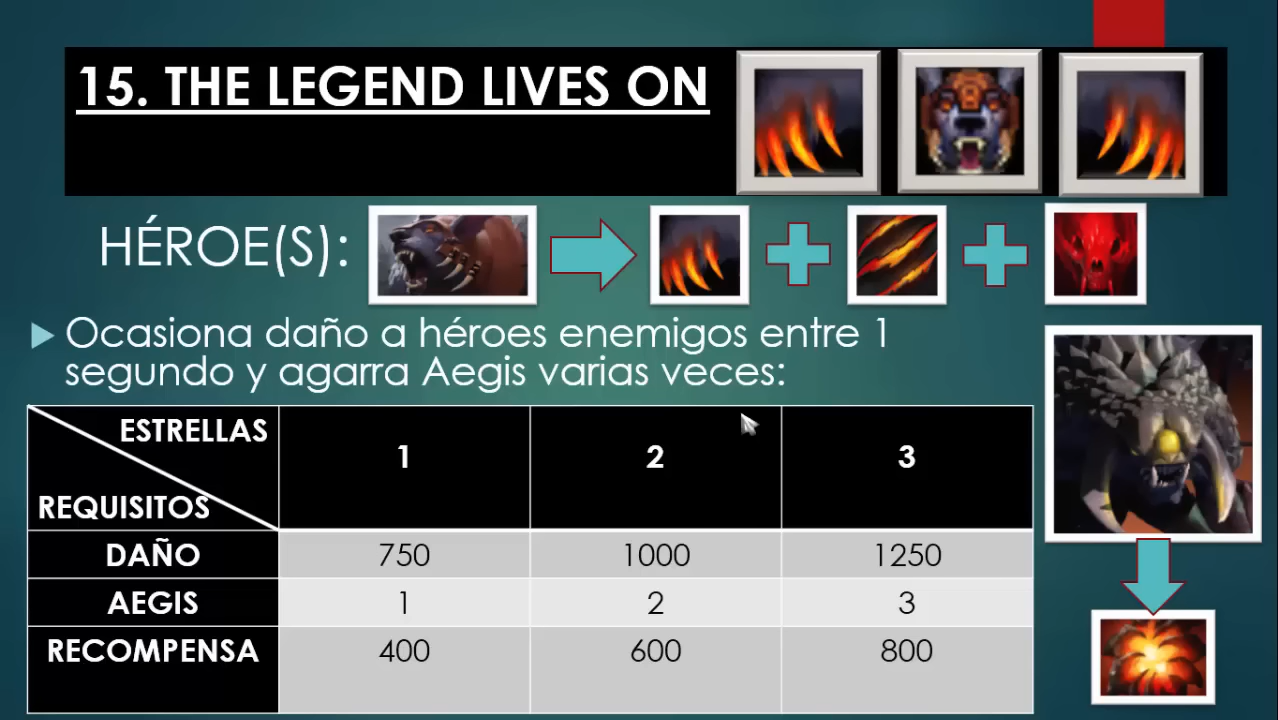 15. THE LEGEND LIVES ON
HÉROE(S):
Ocasiona daño a héroes enemigos entre 1
segundo y agarra Aegis varias veces:
ESTRELLAS
REQUISITOS
1 2 3
DAÑO 750 1000 1250
AEGIS 1 2 3
RECOMPENSA 400 600 800